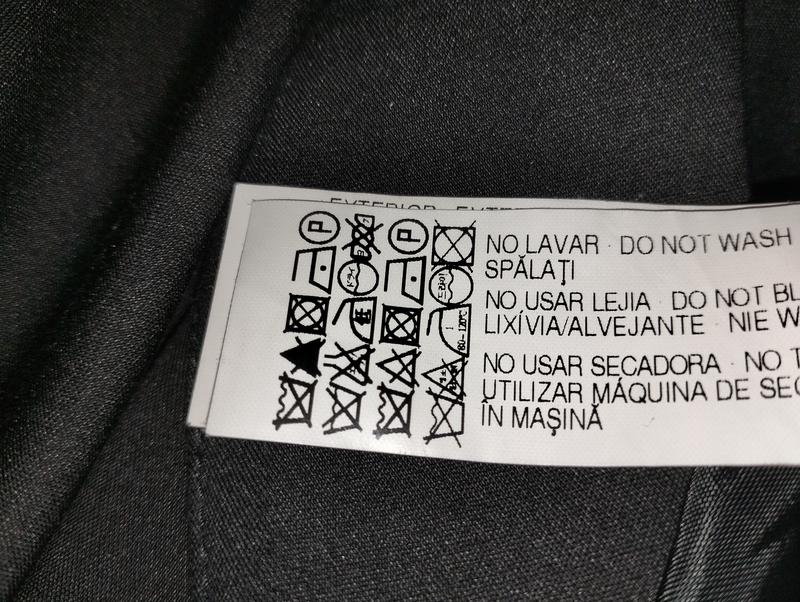 NO LAVAR · DO NOT WASH
SPĂLAŢI
NO USAR LEJIA · DO NOT BL
LIXÍVIA/ALVEJANTE · NIE W
NO USAR SECADORA · NO T
UTILIZAR MÁQUINA DE SEC
ÎN MAŞINĂ